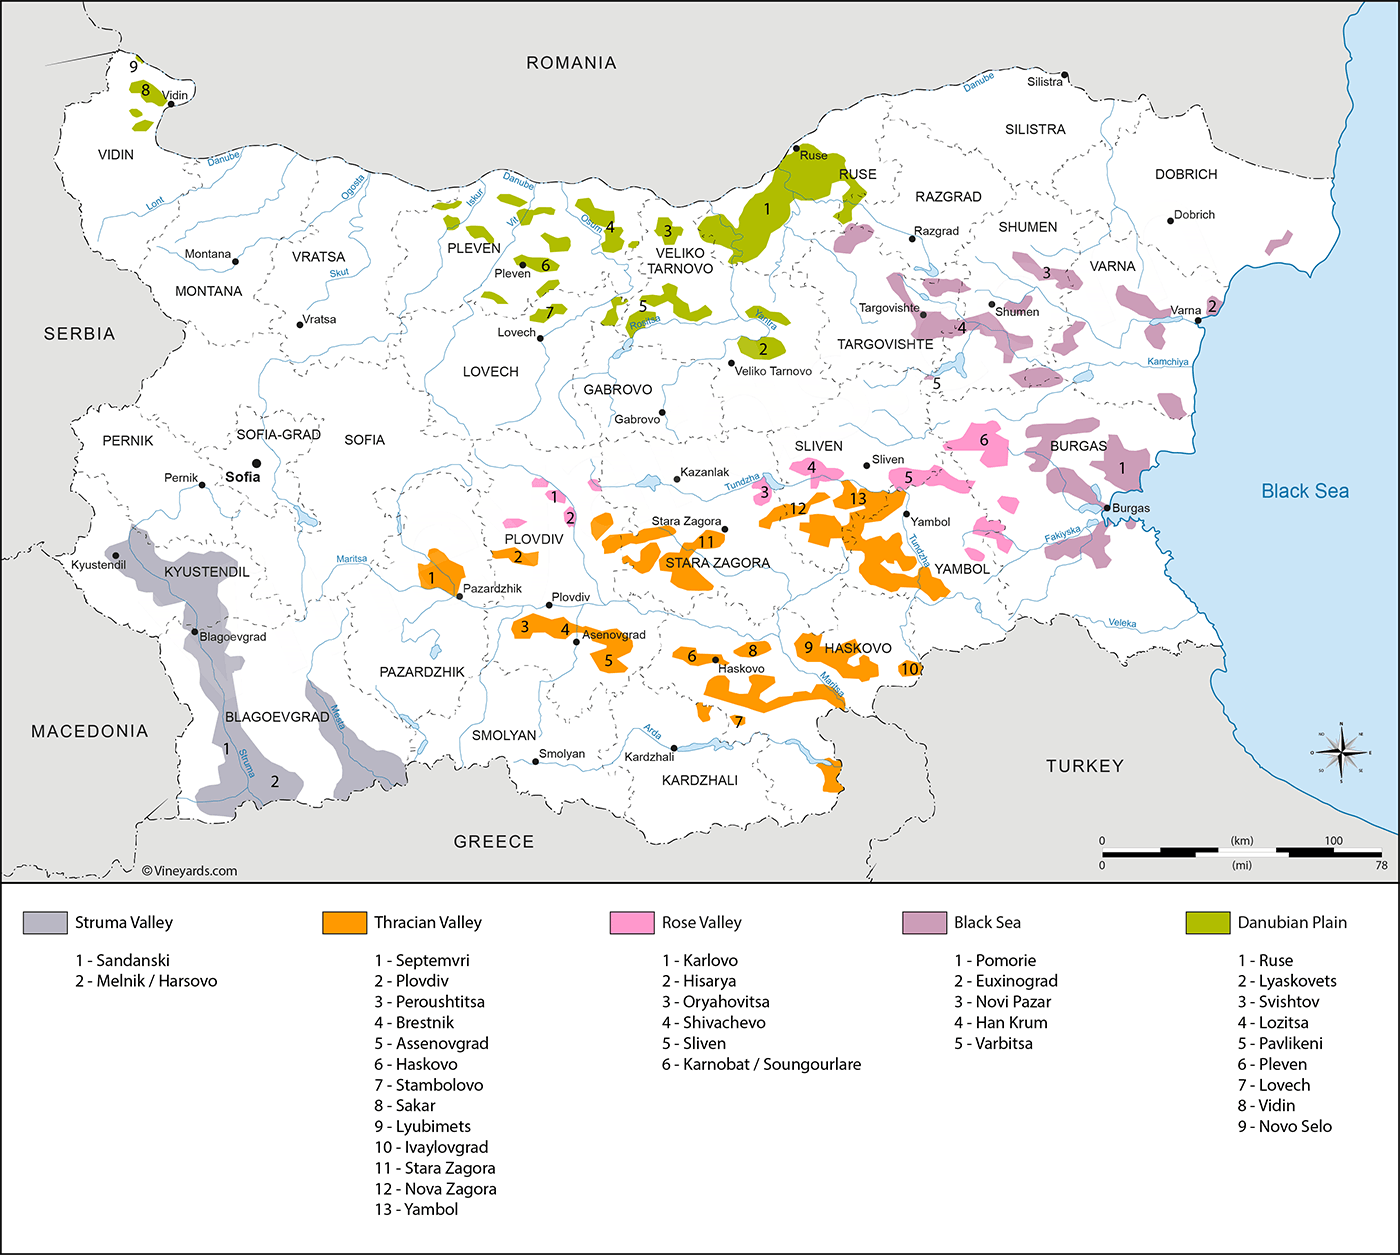 ROMANIA
Danube
Silistra
9
8
Vidin
SILISTRA
VIDIN
Danube
Lont
Ogosta
Iskur
Danube
Vit
Osum
Ruse
RUSE
1
RAZGRAD
DOBRICH
Dobrich
PLEVEN
4
3
VELIKO
TARNOVO
Razgrad
SHUMEN
VARNA
Montana
VRATSA
Skut
MONTANA
Pleven
6
3
SERBIA
Vratsa
7
5
Lovech
Rositsa
Yantra
2
Veliko Tarnovo
Targovishte
4
Shumen
TARGOVISHTE
Varna
2
Kamchiya
5
LOVECH
GABROVO
Gabrovo
PERNIK
SOFIA-GRAD
SOFIA
Sofia
Pernik
SLIVEN
Sliven
4
6
5
BURGAS
1
Kazanlak
Tundzha
3
Black Sea
1
2
PLOVDIV
2
Stara Zagora
11
STARA ZAGORA
12
13
Yambol
Tundzha
YAMBOL
Burgas
Fakiyska
Kyustendil
KYUSTENDIL
Maritsa
1
Pazardzhik
Plovdiv
Blagoevgrad
3
4
Asenovgrad
5
Veleka
PAZARDZHIK
6
Haskovo
8
9
HASKOVO
10
Maritsa
7
MACEDONIA
BLAGOEVGRAD
Mesta
1
Struma
2
SMOLYAN
Smolyan
Arda
Kardzhali
KARDZHALI
TURKEY
GREECE
N
NO
NE
O
E
SO
SE
S
0
(km)
100
0
(mi)
78
© Vineyards.com
Struma Valley
1 - Sandanski
2 - Melnik / Harsovo
Thracian Valley
1 - Septemvri
2 - Plovdiv
3 - Peroushtitsa
4 - Brestnik
5 - Assenovgrad
6 - Haskovo
7 - Stambolovo
8 - Sakar
9 - Lyubimets
10 - Ivaylovgrad
11 - Stara Zagora
12 - Nova Zagora
13 - Yambol
Rose Valley
1 - Karlovo
2 - Hisarya
3 - Oryahovitsa
4 - Shivachevo
5 - Sliven
6 - Karnobat / Soungourlare
Black Sea
1 - Pomorie
2 - Euxinograd
3 - Novi Pazar
4 - Han Krum
5 - Varbitsa
Danubian Plain
1 - Ruse
2 - Lyaskovets
3 - Svishtov
4 - Lozitsa
5 - Pavlikeni
6 - Pleven
7 - Lovech
8 - Vidin
9 - Novo Selo